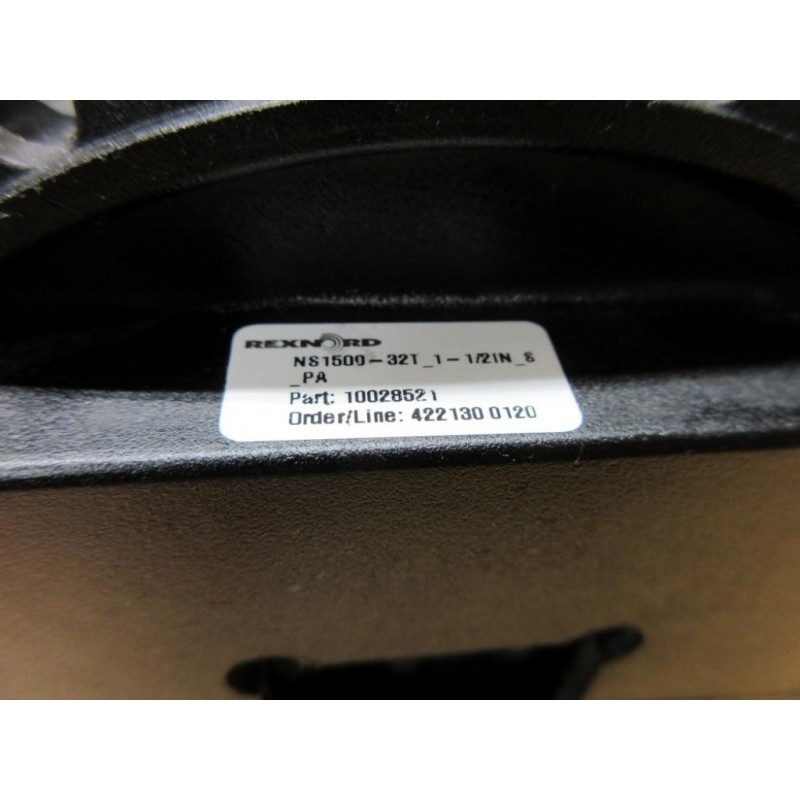 REXNORD
NS1500-32T_1-1/2IN_S
_PA
Part: 10028521
Order/Line: 422130 0120